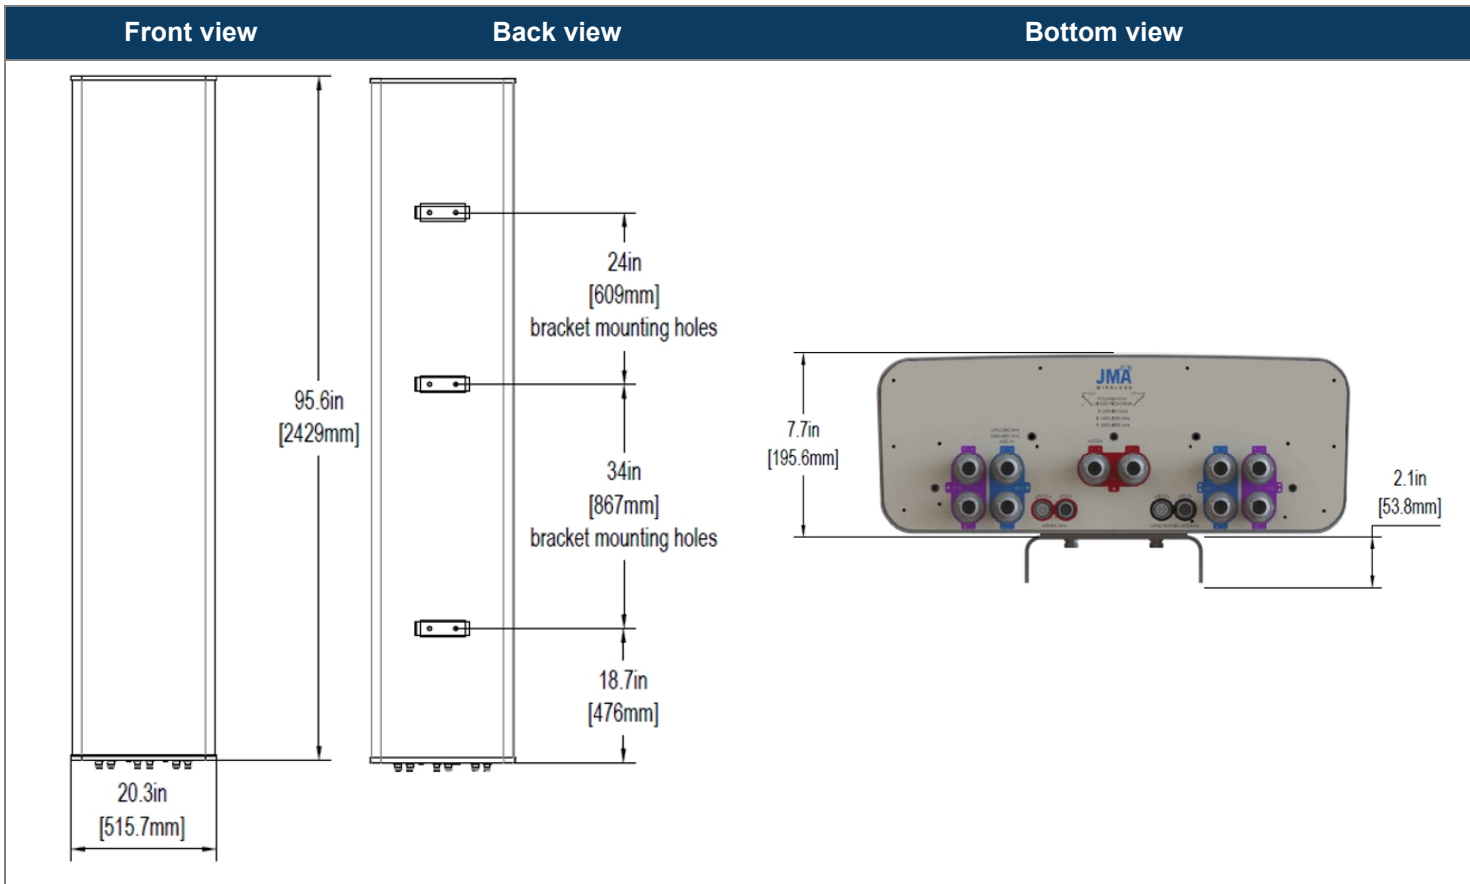 Front view
Back view
Bottom view
95.6in
[2429mm]
20.3in
[515.7mm]
24in
[609mm]
bracket mounting holes
34in
[867mm]
bracket mounting holes
18.7in
[476mm]
7.7in
[195.6mm]
JMA
WIRELESS
2.1in
[53.8mm]